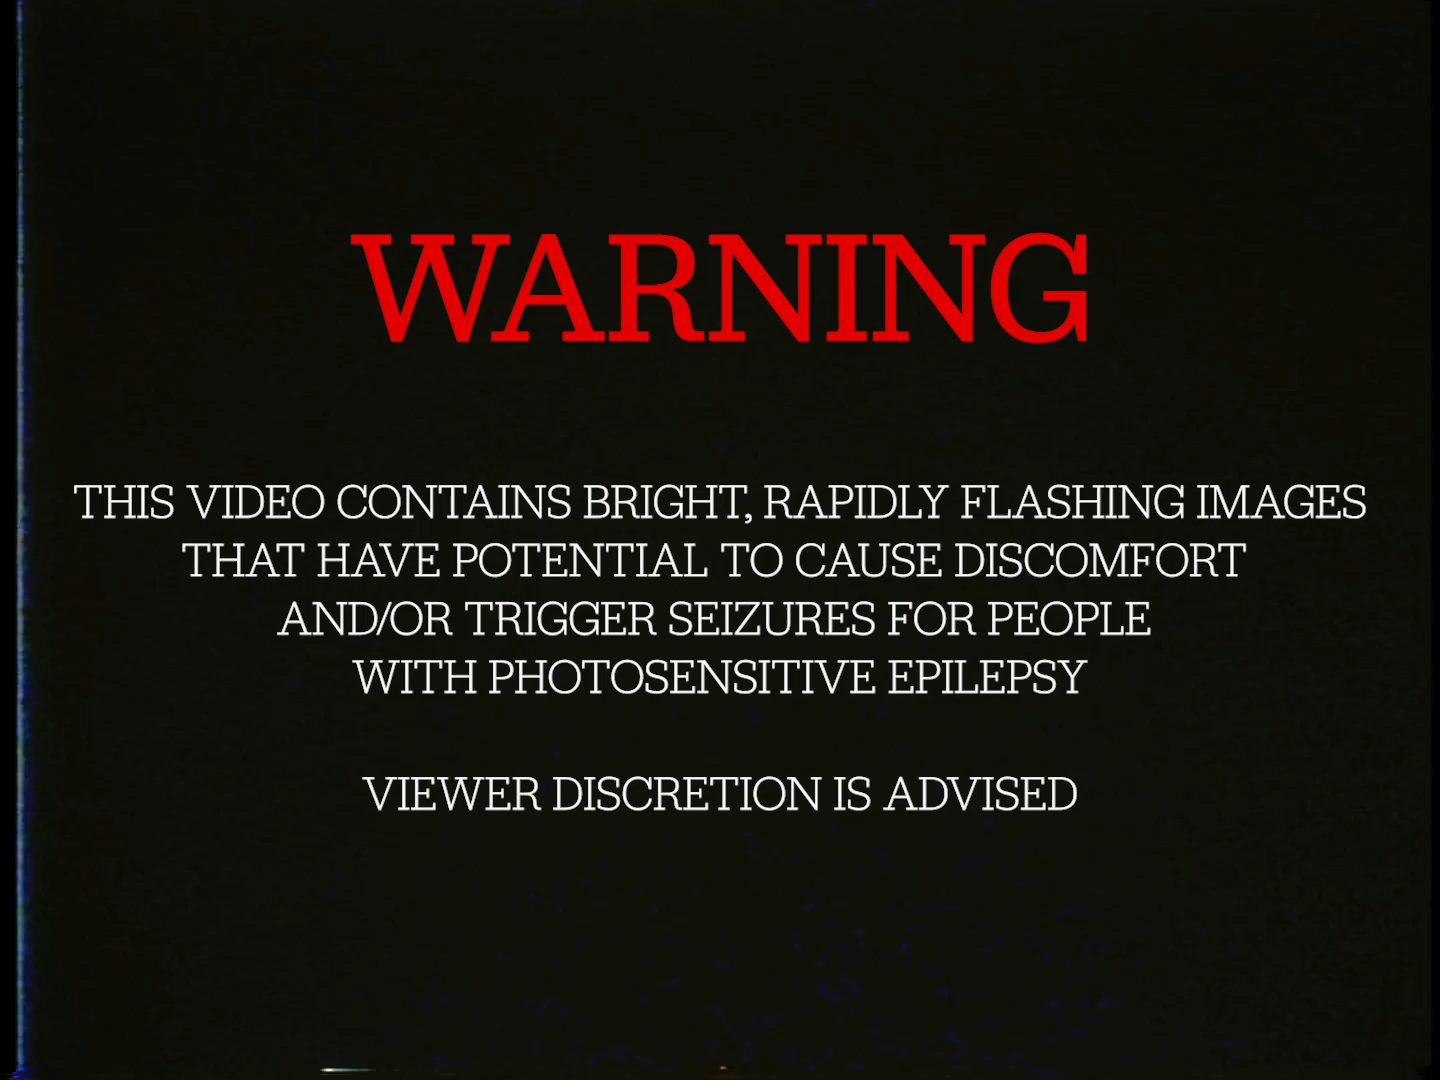 WARNING
THIS VIDEO CONTAINS BRIGHT, RAPIDLY FLASHING IMAGES
THAT HAVE POTENTIAL TO CAUSE DISCOMFORT
AND/OR TRIGGER SEIZURES FOR PEOPLE
WITH PHOTOSENSITIVE EPILEPSY
VIEWER DISCRETION IS ADVISED